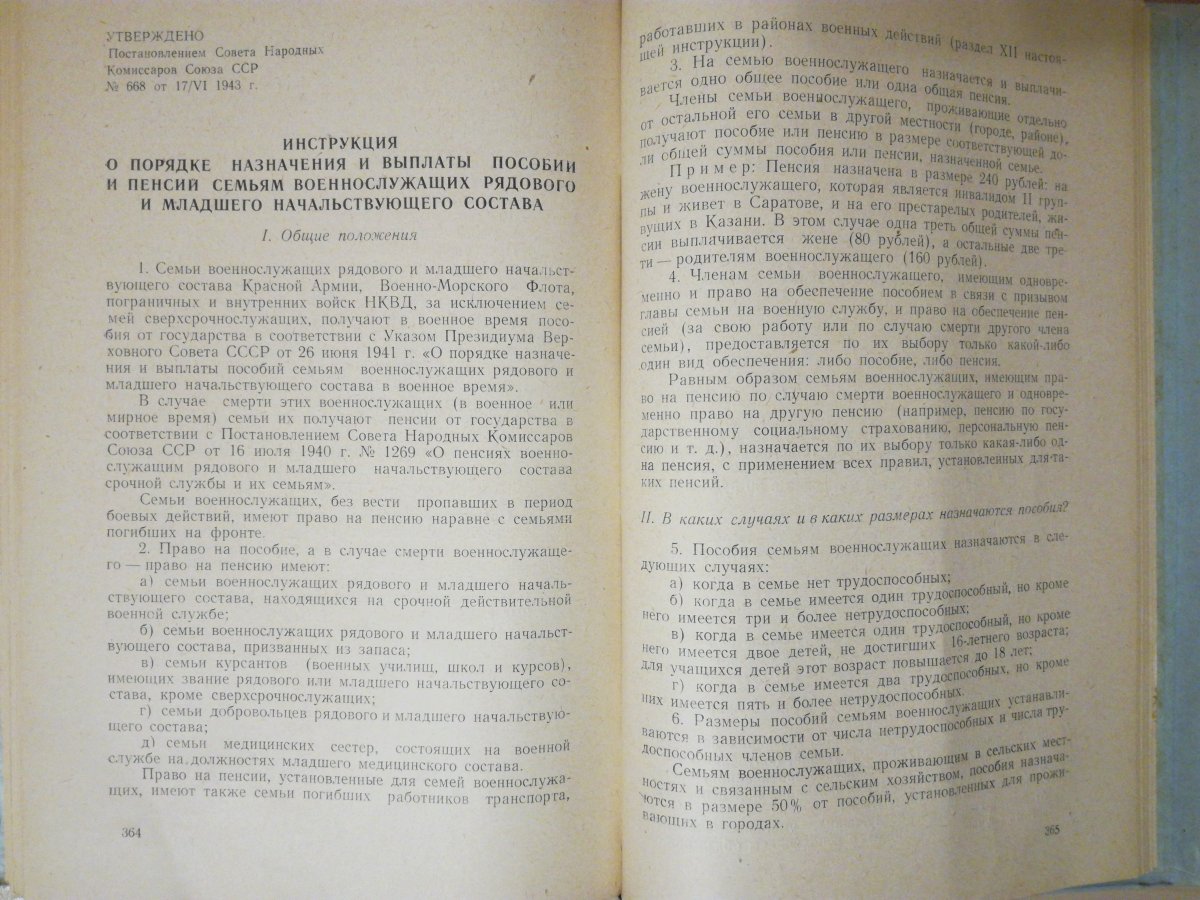 УТВЕРЖДЕНО
Постановлением Совета Народных
Комиссаров Союза ССР
№ 668 от 17/VI 1943 г.
ИНСТРУКЦИЯ
О ПОРЯДКЕ НАЗНАЧЕНИЯ И ВЫПЛАТЫ ПОСОБИЙ
И ПЕНСИЙ СЕМЬЯМ ВОЕННОСЛУЖАЩИХ РЯДОВОГО
И МЛАДШЕГО НАЧАЛЬСТВУЮЩЕГО СОСТАВА
I. Общие положения
1. Семьи военнослужащих рядового и младшего начальст-
вующего состава Красной Армии, Военно-Морского Флота,
пограничных и внутренних войск НКВД, за исключением се-
мей сверхсрочнослужащих, получают в военное время посо-
бия от государства в соответствии с Указом Президиума Вер-
ховного Совета СССР от 26 июня 1941 г. «О порядке назначе-
ния и выплаты пособий семьям военнослужащих рядового и
младшего начальствующего состава в военное время».
В случае смерти этих военнослужащих (в военное или
мирное время) семьи их получают пенсии от государства в
соответствии с Постановлением Совета Народных Комиссаров
Союза ССР от 16 июля 1940 г. № 1269 «О пенсиях военно-
служащим рядового и младшего начальствующего состава
срочной службы и их семьям».
Семьи военнослужащих, без вести пропавших в период
боевых действий, имеют право на пенсию наравне с семьями
погибших на фронте.
2. Право на пособие, а в случае смерти военнослужаще-
го — право на пенсию имеют:
а) семьи военнослужащих рядового и младшего началь-
ствующего состава, находящихся на срочной действительной
военной службе;
б) семьи военнослужащих рядового и младшего начальст-
вующего состава, призванных из запаса;
в) семьи курсантов (военных училищ, школ и курсов),
имеющих звание рядового или младшего начальствующего со-
става, кроме сверхсрочнослужащих;
г) семьи добровольцев рядового и младшего начальствую-
щего состава;
д) семьи медицинских сестер, состоящих на военной
службе на должностях младшего медицинского состава.
Право на пенсии, установленные для семей военнослужа-
щих, имеют также семьи погибших работников транспорта,
364
работавших в районах военных действий (раздел XII настоя-
щей инструкции).
3. На семью военнослужащего назначается и выплачи-
вается одно общее пособие или одна общая пенсия.
Члены семьи военнослужащего, проживающие отдельно
от остальной его семьи в другой местности (городе, районе),
получают пособие или пенсию в размере соответствующей до-
ли общей суммы пособия или пенсии, назначенной семье.
Пример: Пенсия назначена в размере 240 рублей: на
жену военнослужащего, которая является инвалидом II груп-
пы и живет в Саратове, и на его престарелых родителей, жи-
вущих в Казани. В этом случае одна треть общей суммы пен-
сии выплачивается жене (80 рублей), а остальные две тре-
ти — родителям военнослужащего (160 рублей).
4. Членам семьи военнослужащего, имеющим одновре-
менно и право на обеспечение пособием в связи с призывом
главы семьи на военную службу, и право на обеспечение пен-
сией (за свою работу или по случаю смерти другого члена
семьи), предоставляется по их выбору только какой-либо
один вид обеспечения: либо пособие, либо пенсия.
Равным образом семьям военнослужащих, имеющим пра-
во на пенсию по случаю смерти военнослужащего и одновре-
менно право на другую пенсию (например, пенсию по госу-
дарственному социальному страхованию, персональную пен-
сию и т. д.), назначается по их выбору только какая-либо од-
на пенсия, с применением всех правил, установленных для та-
ких пенсий.
II. В каких случаях и в каких размерах назначаются пособия?
5. Пособия семьям военнослужащих назначаются в сле-
дующих случаях:
а) когда в семье нет трудоспособных;
б) когда в семье имеется один трудоспособный, но кроме
него имеется три и более нетрудоспособных;
в) когда в семье имеется один трудоспособный, но кроме
него имеется двое детей, не достигших 16-летнего возраста;
для учащихся детей этот возраст повышается до 18 лет;
г) когда в семье имеется два трудоспособных, но кроме
них имеется пять и более нетрудоспособных.
6. Размеры пособий семьям военнослужащих устанавли-
ваются в зависимости от числа нетрудоспособных и числа тру-
доспособных членов семьи.
Семьям военнослужащих, проживающим в сельских мест-
ностях и связанным с сельским хозяйством, пособия назнача-
ются в размере 50% от пособий, установленных для прожи-
вающих в городах.
365